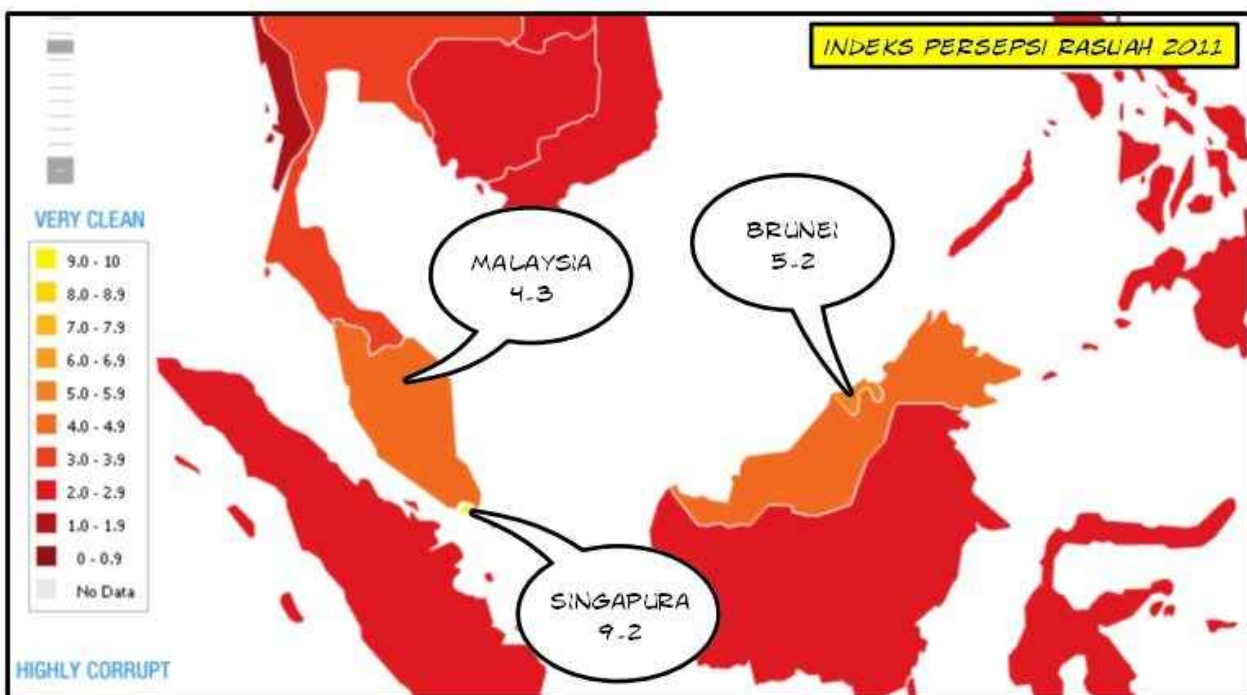 INDEKS PERSEPSI RASUAH 2011
BRUNEI
5.2
MALAYSIA
4.3
VERY CLEAN
9.0 - 10
8.0 - 8.9
7.0 - 7.9
6.0 - 6.9
5.0 - 5.9
4.0 - 4.9
3.0 - 3.9
2.0 - 2.9
1.0 - 1.9
0 - 0.9
No Data
SINGAPURA
9.2
HIGHLY CORRUPT